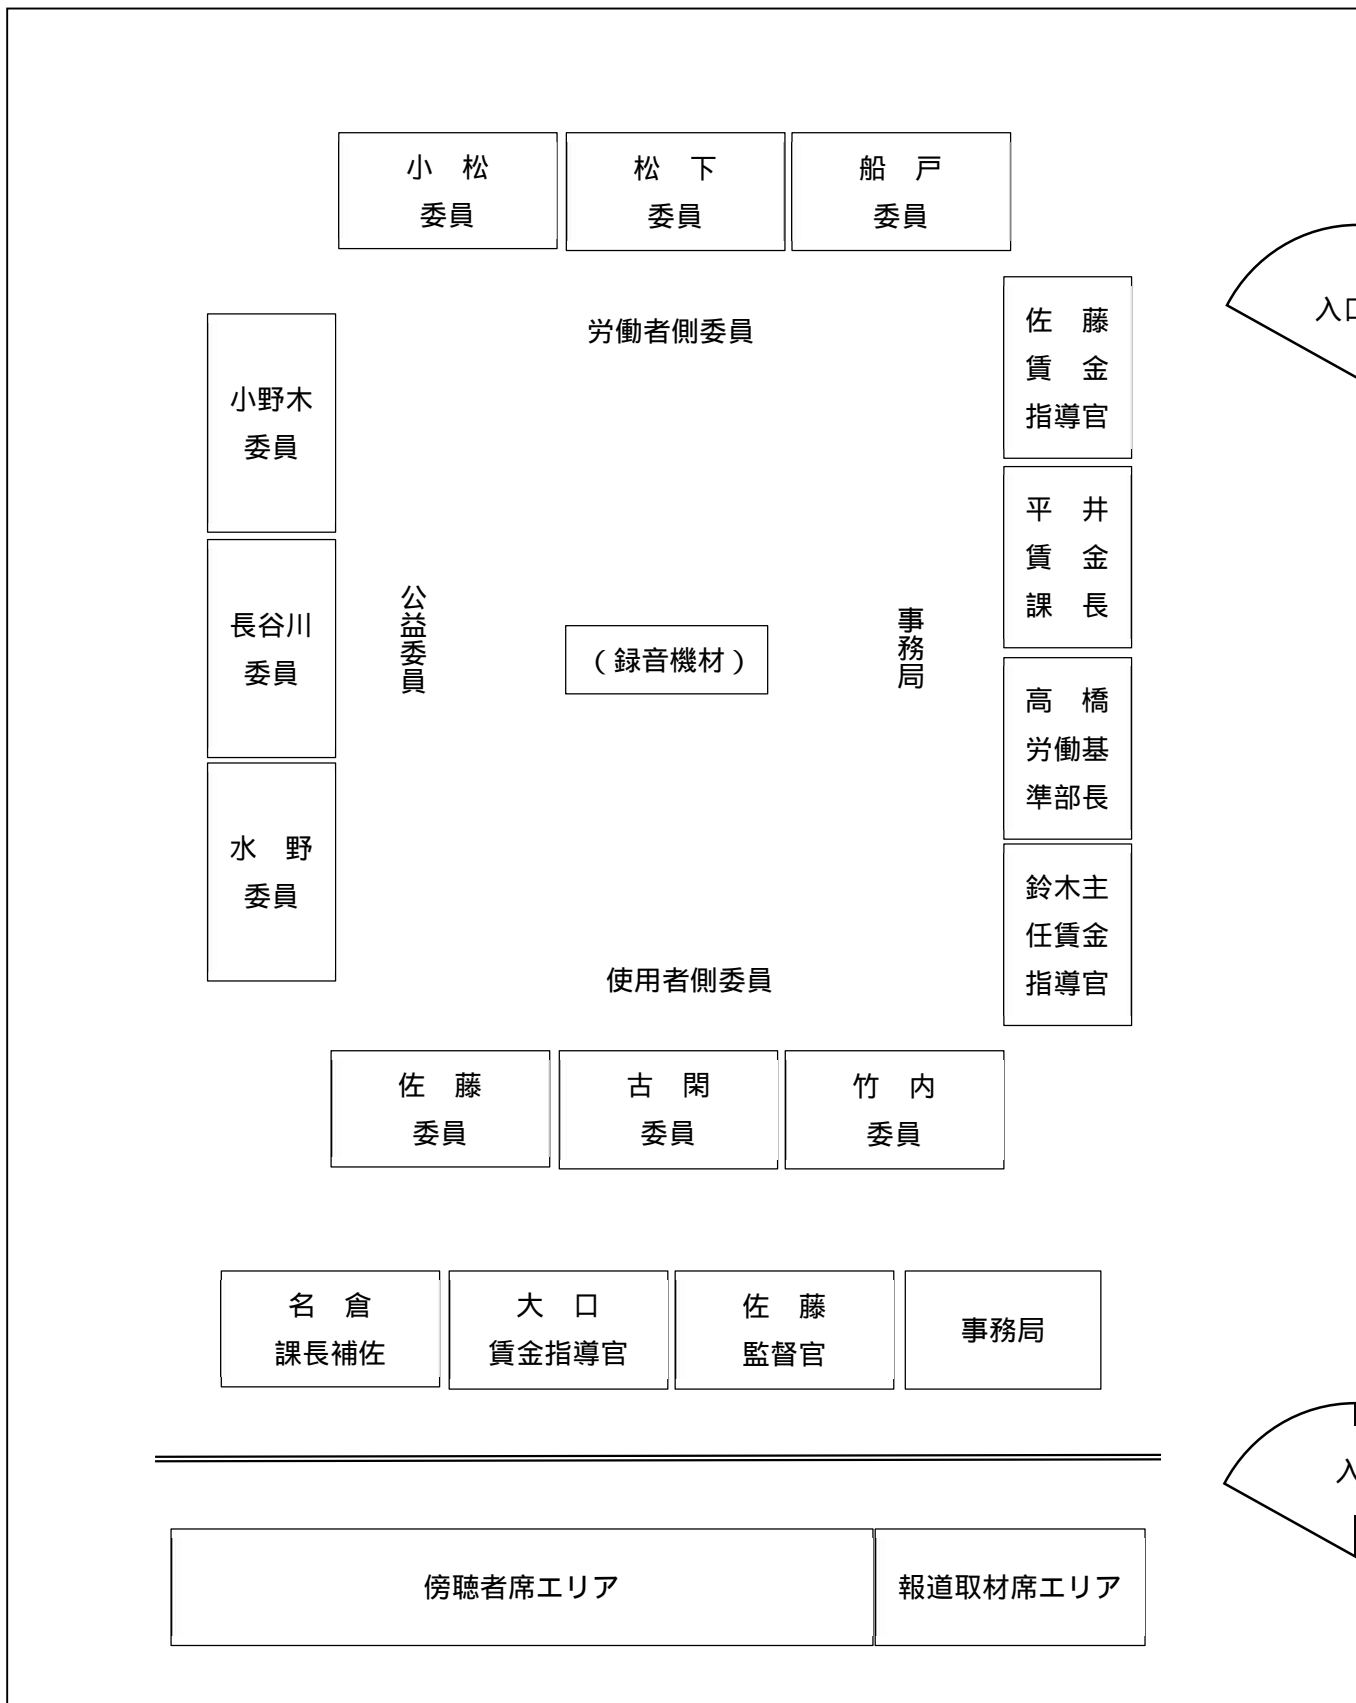 小　松
委員
松　下
委員
船　戸
委員
入口
労働者側委員
佐　藤
賃　金
指導官
小野木
委員
平　井
賃　金
課　長
長谷川
委員
公益委員
（録音機材）
事務局
高　橋
労働基
準部長
水　野
委員
鈴木主
任賃金
指導官
使用者側委員
佐　藤
委員
古　閑
委員
竹　内
委員
名　倉
課長補佐
大　口
賃金指導官
佐　藤
監督官
事務局
入
傍聴者席エリア
報道取材席エリア